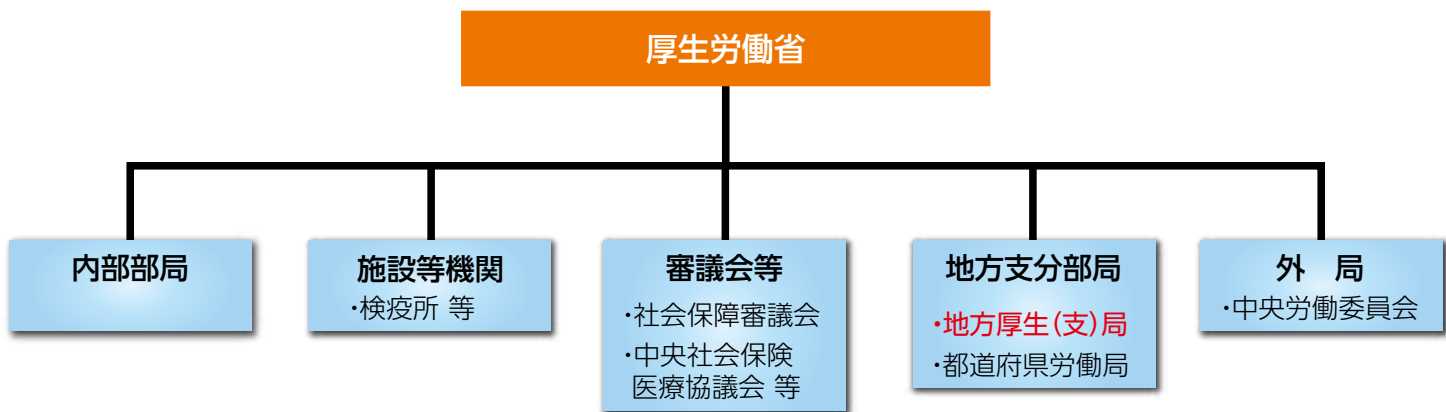 厚生労働省
内部部局
施設等機関
・検疫所 等
審議会等
・社会保障審議会
・中央社会保険
医療協議会 等
地方支分部局
・地方厚生(支)局
・都道府県労働局
外　局
・中央労働委員会